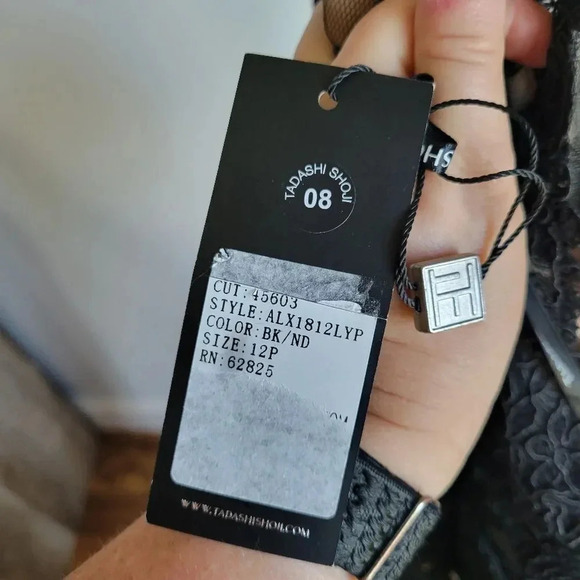 TADASHI SHOJI
08
CUT:45603
STYLE:ALX1812LYP
COLOR:BK/ND
SIZE:12P
RN:62825
WWW.TADASHISHOJI.COM